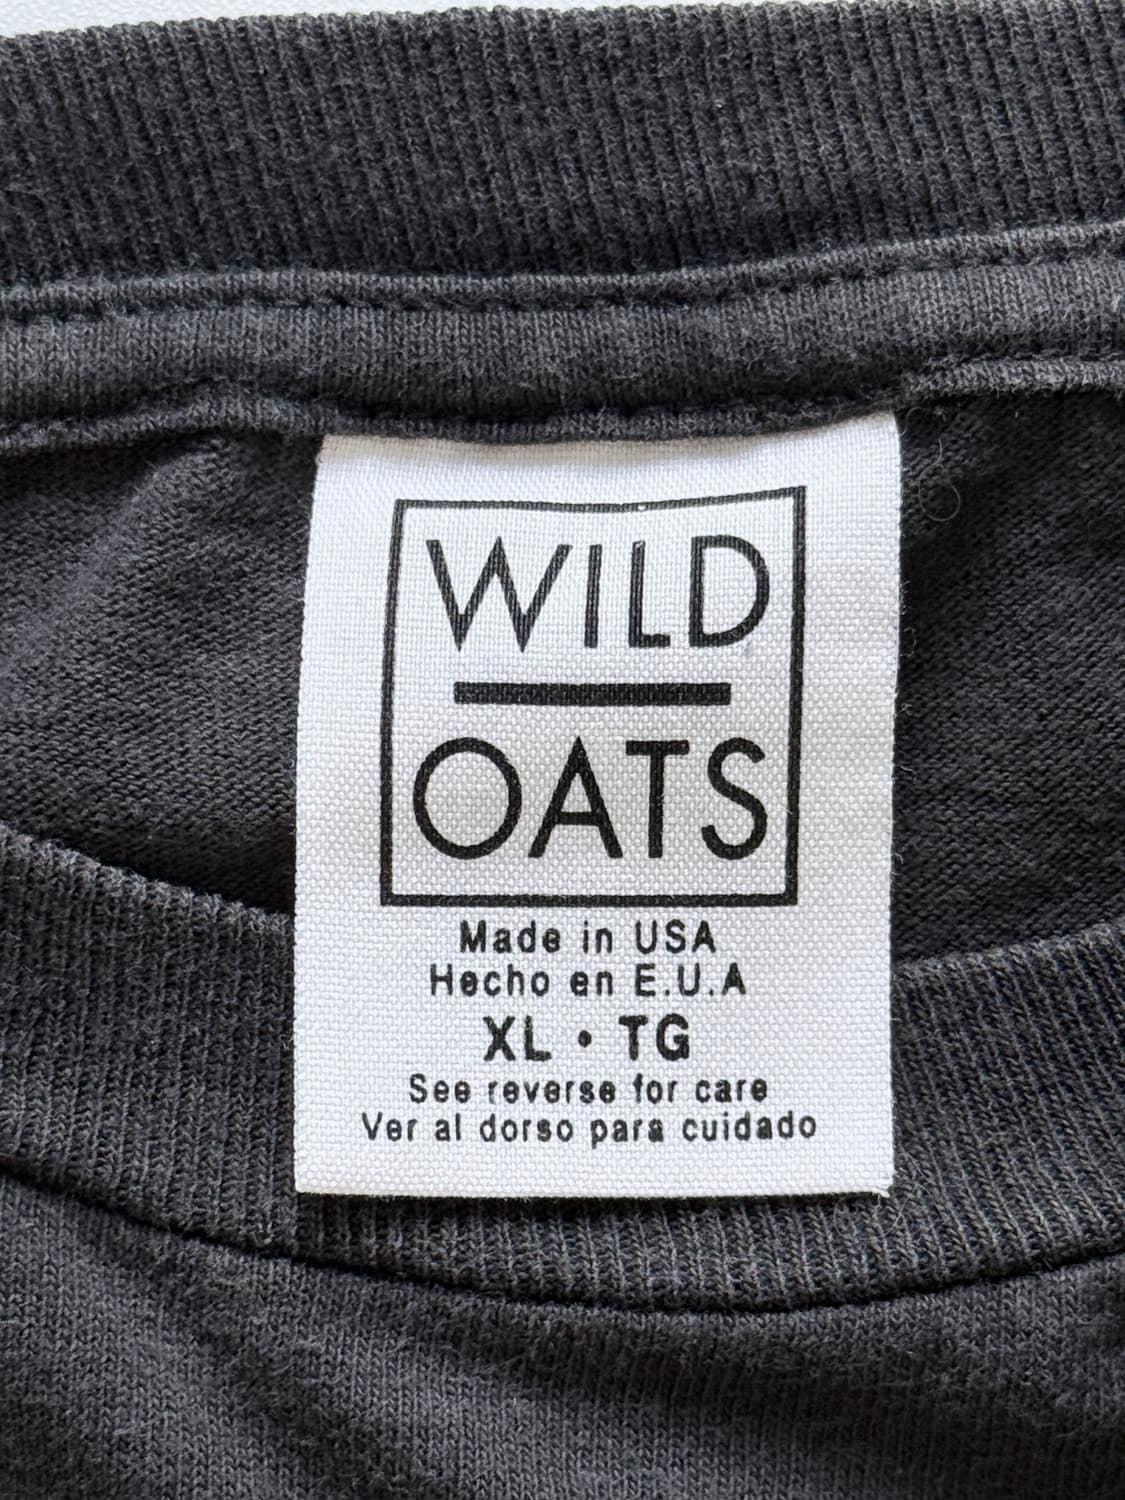 WILD
OATS
Made in USA
Hecho en E.U.A
XL • TG
See reverse for care
Ver al dorso para cuidado